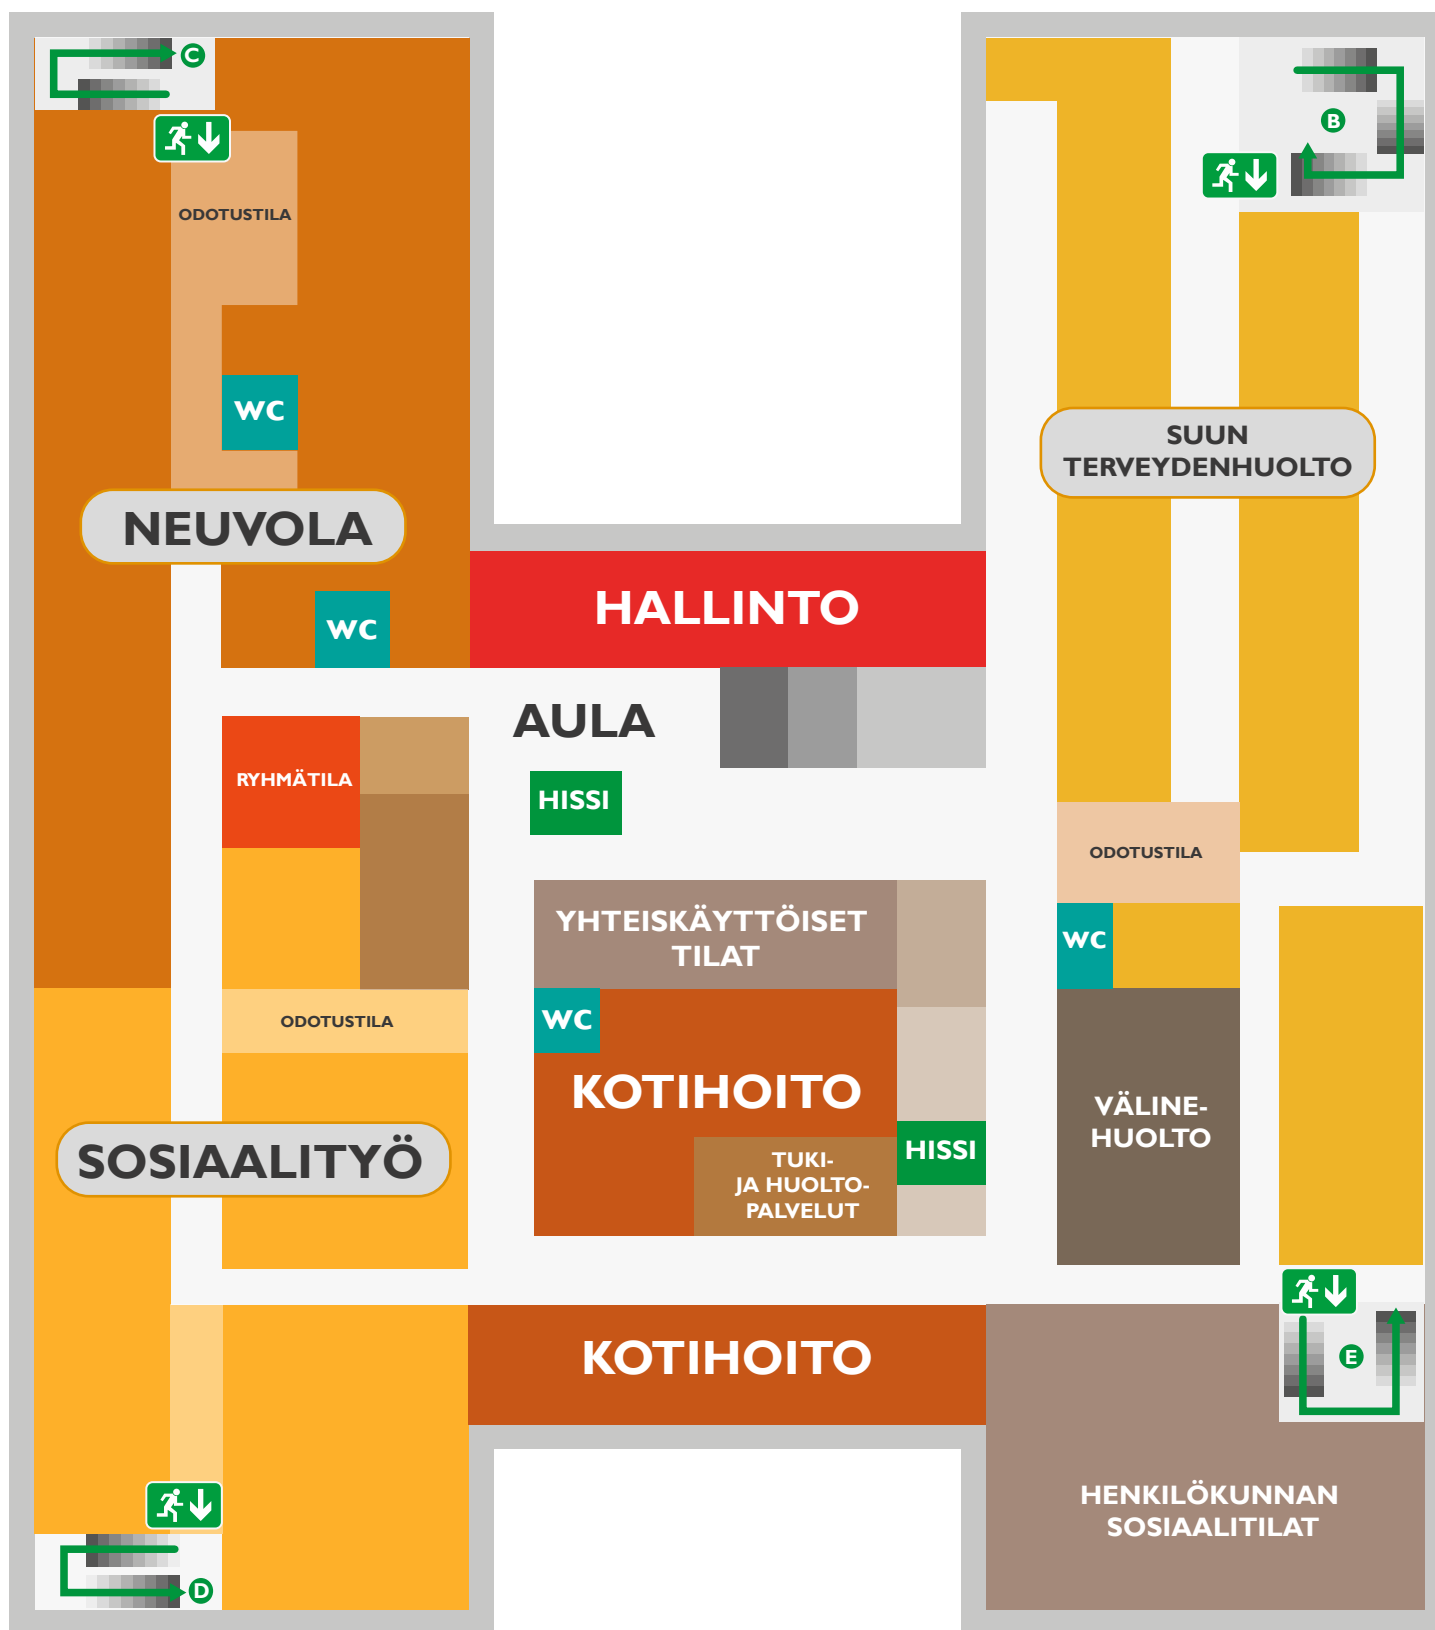 C
B
ODOTUSTILA
WC
SUUN
TERVEYDENHUOLTO
NEUVOLA
WC
HALLINTO
AULA
RYHMÄTILA
HISSI
ODOTUSTILA
YHTEISKÄYTTÖISET
TILAT
WC
WC
ODOTUSTILA
KOTIHOITO
VÄLINE-
HUOLTO
SOSIAALITYÖ
HISSI
TUKI-
JA HUOLTO-
PALVELUT
KOTIHOITO
E
HENKILÖKUNNAN
SOSIAALITILAT
D